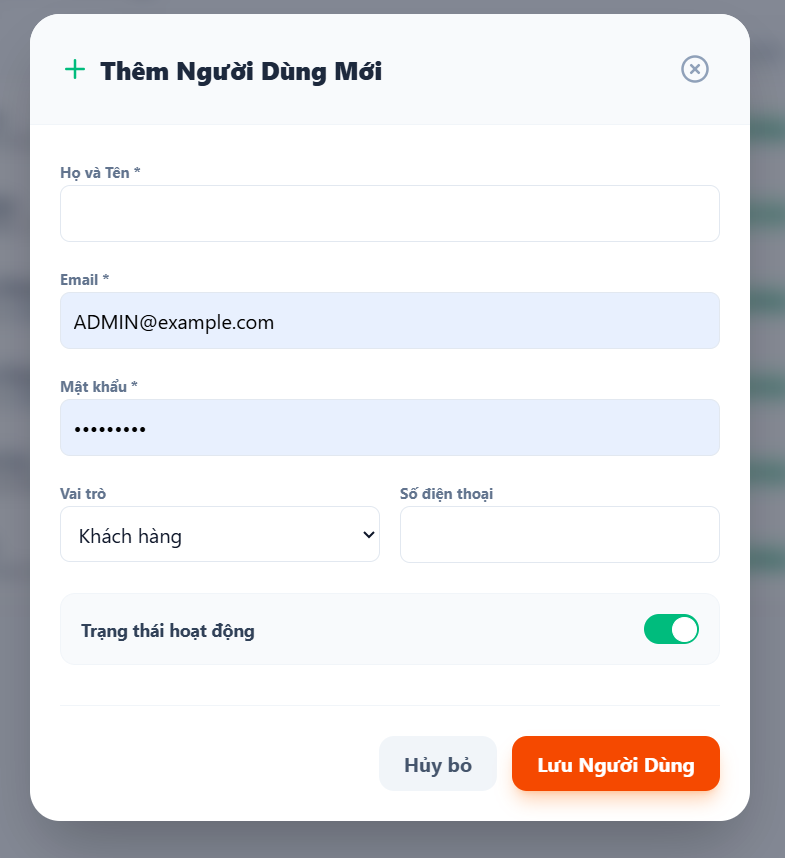 Thêm Người Dùng Mới
Họ và Tên *
Email *
ADMIN@example.com
Mật khẩu *
•••••••••
Vai trò
Số điện thoại
Khách hàng
Trạng thái hoạt động
Hủy bỏ
Lưu Người Dùng